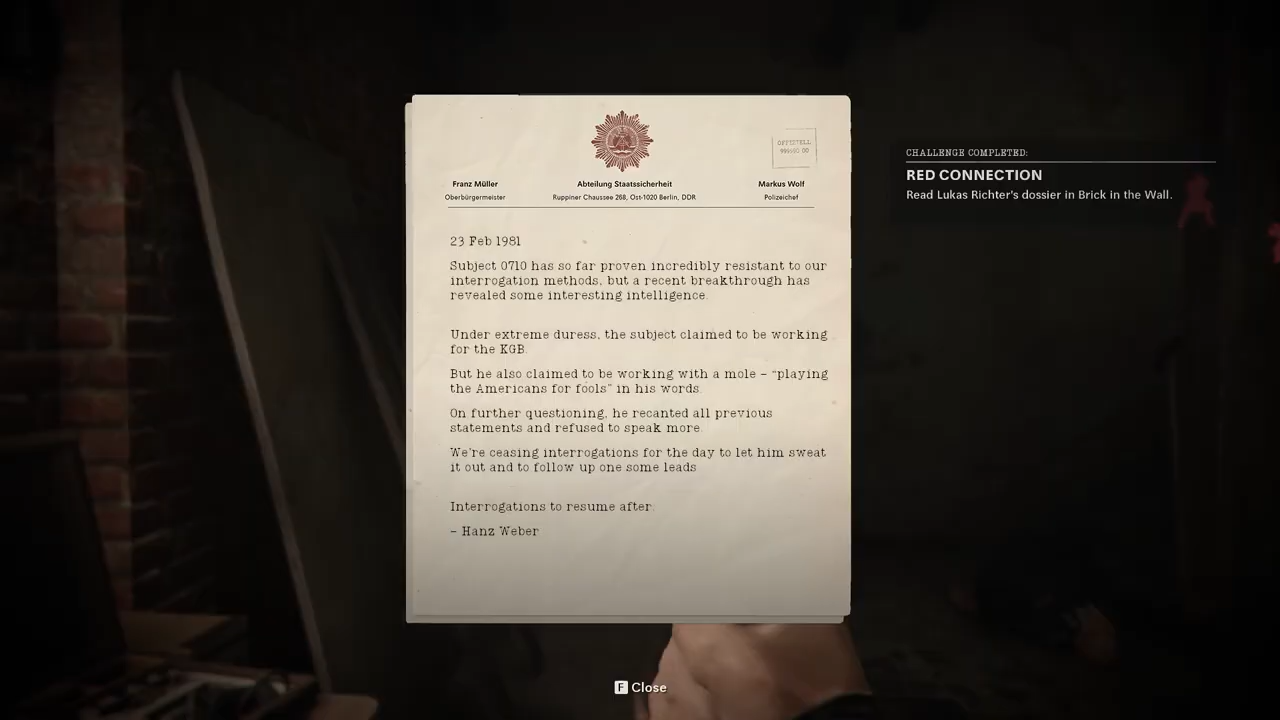 OFFIZIELL
Franz Müller
Abteilung Staatssicherheit
Markus Wolf
Oberbürgermeister
Ruppiner Chaussee 268, Ost-1020 Berlin, DDR
Polizeichef
23 Feb 1981
Subject 0710 has so far proven incredibly resistant to our
interrogation methods, but a recent breakthrough has
revealed some interesting intelligence.
Under extreme duress, the subject claimed to be working
for the KGB.
But he also claimed to be working with a mole – “playing
the Americans for fools” in his words.
On further questioning, he recanted all previous
statements and refused to speak more.
We're ceasing interrogations for the day to let him sweat
it out and to follow up one some leads
Interrogations to resume after.
– Hanz Weber
CHALLENGE COMPLETED:
RED CONNECTION
Read Lukas Richter's dossier in Brick in the Wall.
F Close